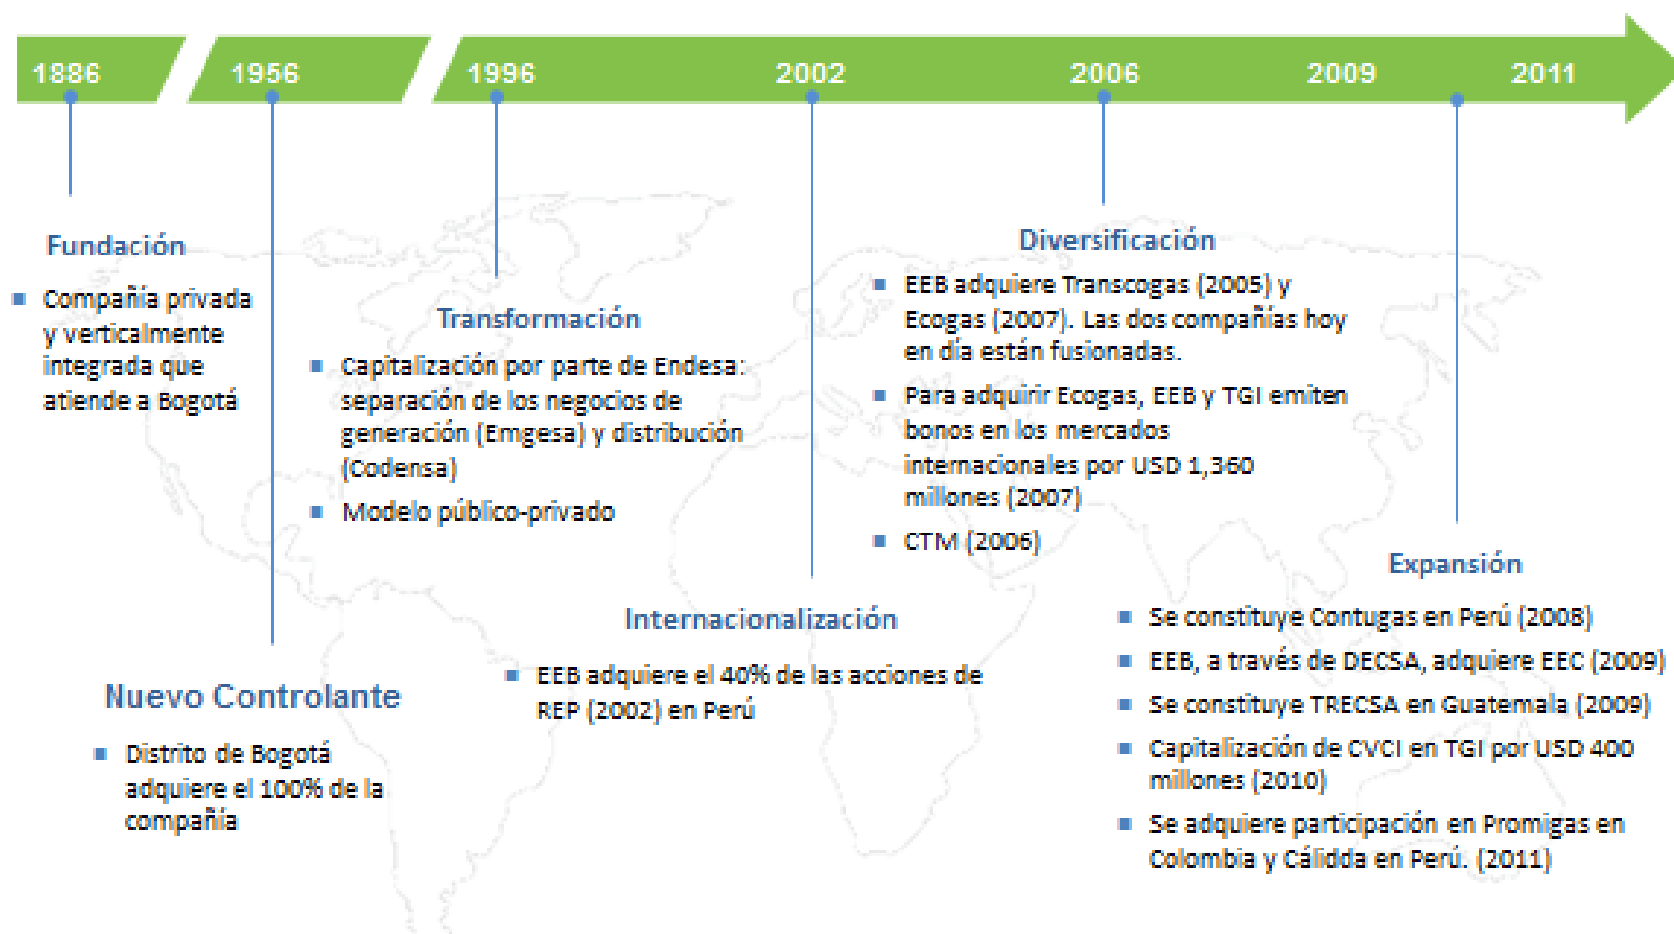 1886 1956 1996 2002 2006 2009 2011
Fundación
Compañía privada
y verticalmente
integrada que
atiende a Bogotá
Nuevo Controlante
Distrito de Bogotá
adquiere el 100% de la
compañía
Transformación
Capitalización por parte de Endesa:
separación de los negocios de
generación (Emgesa) y distribución
(Codensa)
Modelo público-privado
Internacionalización
EEB adquiere el 40% de las acciones de
REP (2002) en Perú
Diversificación
EEB adquiere Transcogas (2005) y
Ecogas (2007). Las dos compañías hoy
en día están fusionadas.
Para adquirir Ecogas, EEB y TGI emiten
bonos en los mercados
internacionales por USD 1,360
millones (2007)
CTM (2006)
Expansión
Se constituye Contugas en Perú (2008)
EEB, a través de DECSA, adquiere EEC (2009)
Se constituye TRECSA en Guatemala (2009)
Capitalización de CVCI en TGI por USD 400
millones (2010)
Se adquiere participación en Promigas en
Colombia y Cálidda en Perú. (2011)